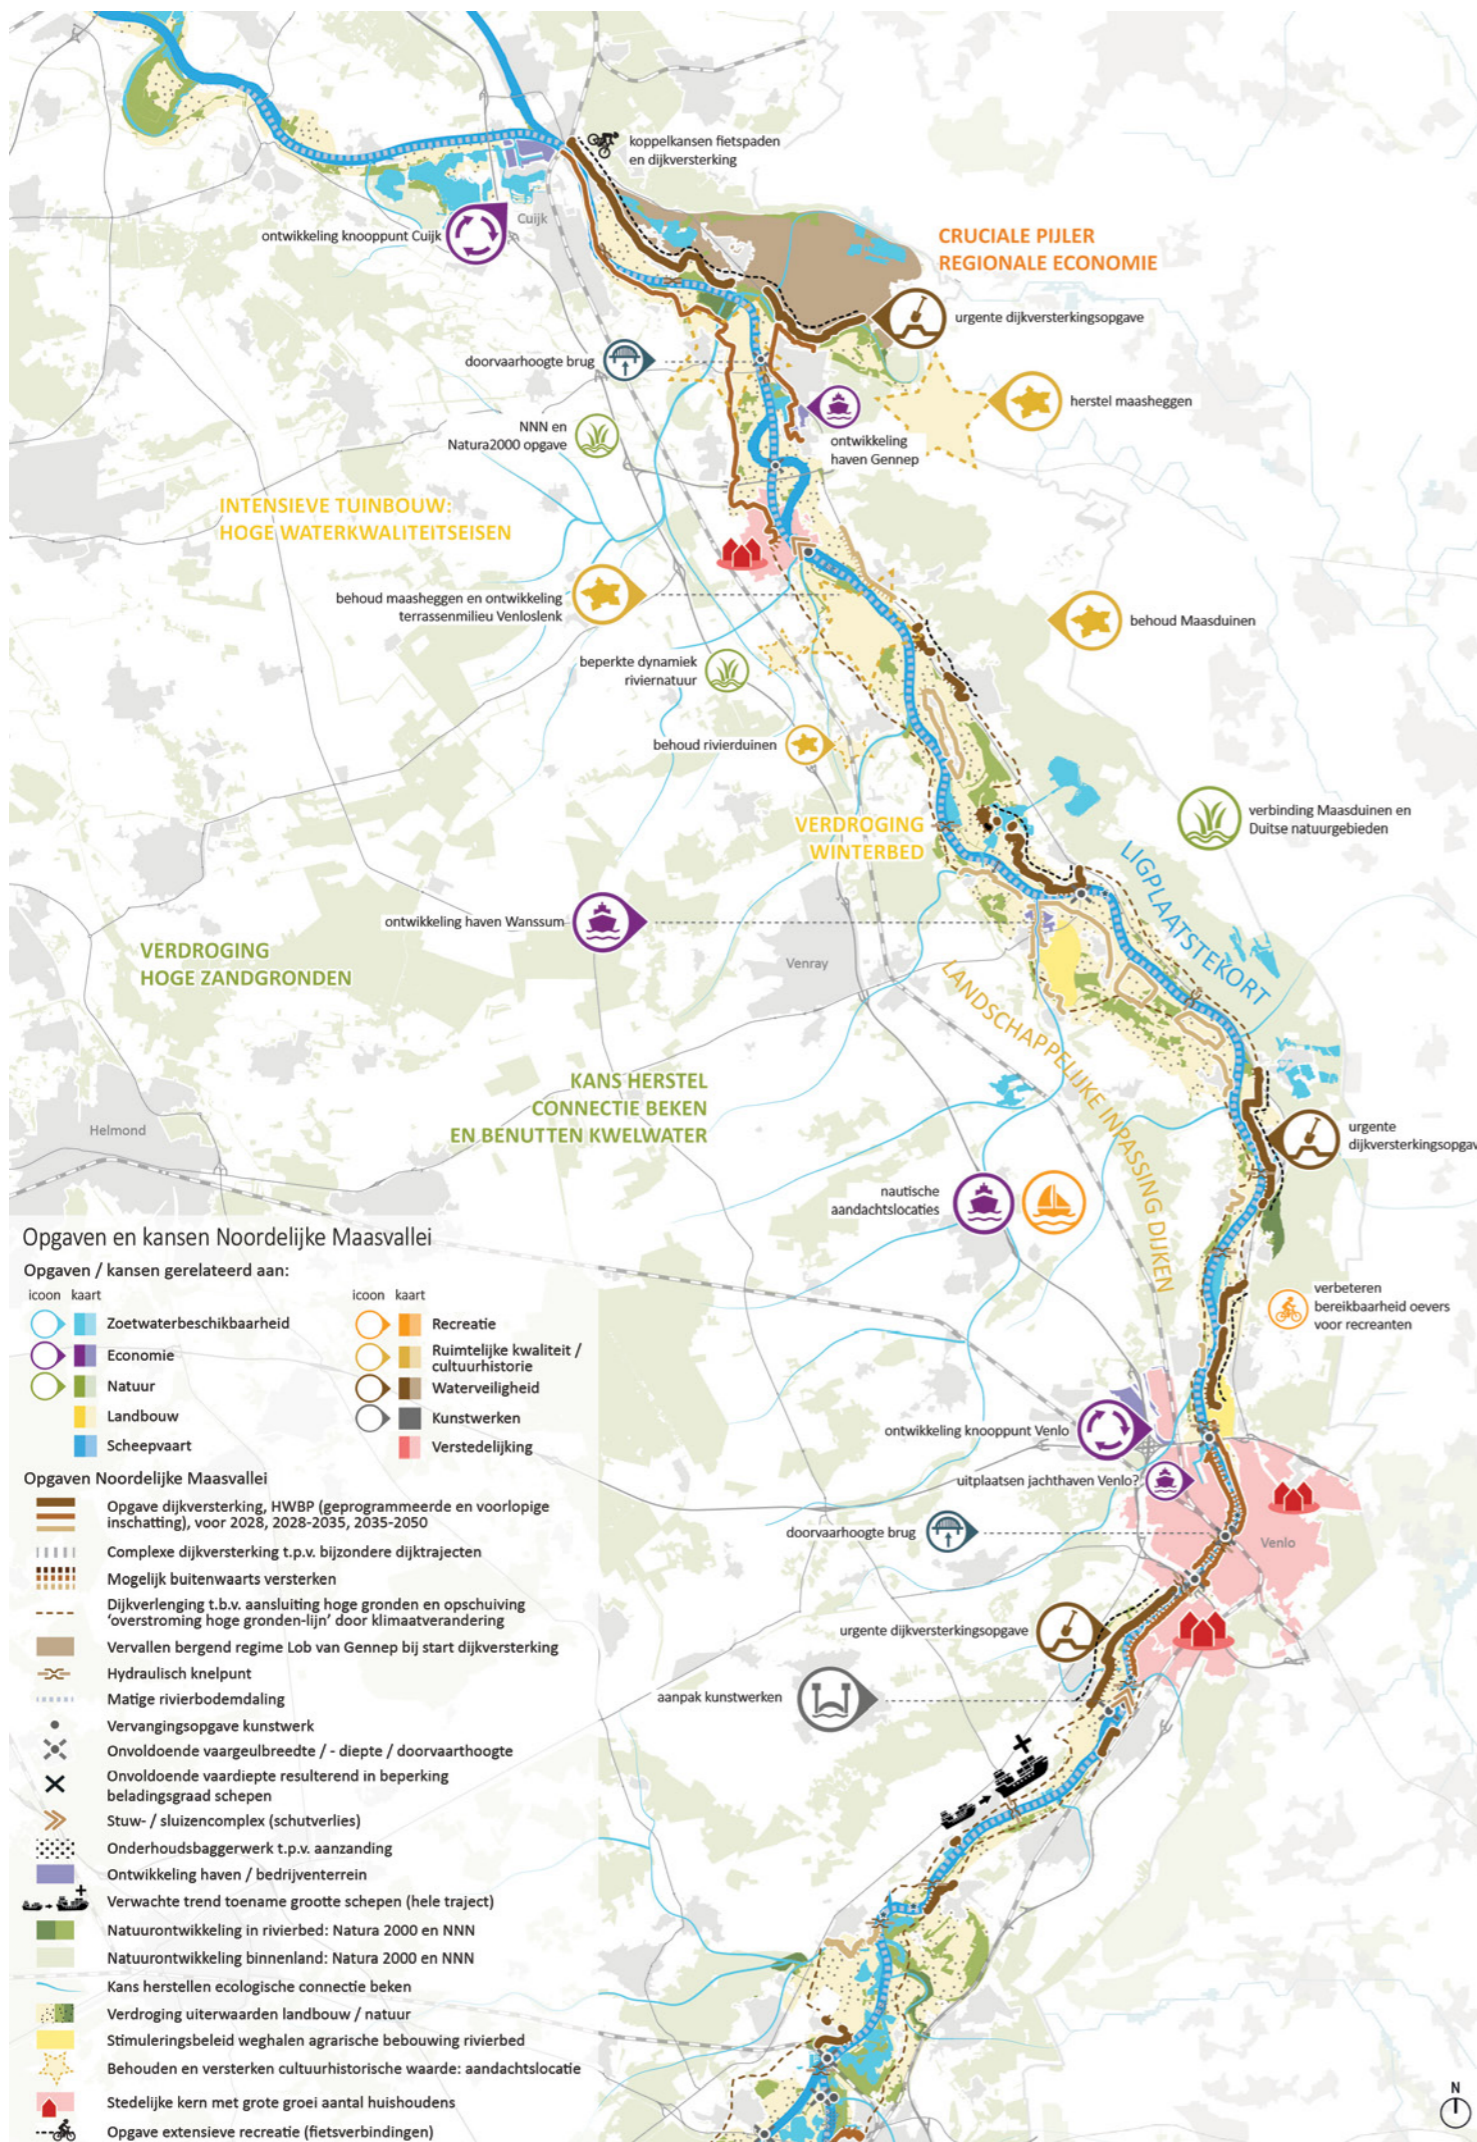 koppelkansen fietspaden
en dijkversterking
Cuijk
ontwikkeling knooppunt Cuijk
CRUCIALE PIJLER
REGIONALE ECONOMIE
urgente dijkversterkingsopgave
doorvaarhoogte brug
herstel maasheggen
NNN en
Natura2000 opgave
ontwikkeling
haven Gennep
INTENSIEVE TUINBOUW:
HOGE WATERKWALITEITSEISEN
behoud maasheggen en ontwikkeling
terrassenmilieu Venloslenk
behoud Maasduinen
beperkte dynamiek
riviernatuur
behoud rivierduinen
verbinding Maasduinen en
Duitse natuurgebieden
VERDROGING
WINTERBED
LIGPLAATSTEKORT
ontwikkeling haven Wanssum
VERDROGING
HOGE ZANDGRONDEN
Venray
LANDSCHAPPELIJKE INPASSING DIJKEN
KANS HERSTEL
CONNECTIE BEKEN
EN BENUTTEN KWELWATER
Helmond
urgente
dijkversterkingsopgav
nautische
aandachtslocaties
verbeteren
bereikbaarheid oevers
voor recreanten
ontwikkeling knooppunt Venlo
uitplaatsen jachthaven Venlo?
doorvaarhoogte brug
Venlo
urgente dijkversterkingsopgave
aanpak kunstwerken
Opgaven en kansen Noordelijke Maasvallei
Opgaven / kansen gerelateerd aan:
icoon kaart
Zoetwaterbeschikbaarheid
Economie
Natuur
Landbouw
Scheepvaart
icoon kaart
Recreatie
Ruimtelijke kwaliteit /
cultuurhistorie
Waterveiligheid
Kunstwerken
Verstedelijking
Opgaven Noordelijke Maasvallei
Opgave dijkversterking, HWBP (geprogrammeerde en voorlopige
inschatting), voor 2028, 2028-2035, 2035-2050
Complexe dijkversterking t.p.v. bijzondere dijktrajecten
Mogelijk buitenwaarts versterken
Dijkverlenging t.b.v. aansluiting hoge gronden en opschuiving
‘overstroming hoge gronden-lijn’ door klimaatverandering
Vervallen bergend regime Lob van Gennep bij start dijkversterking
Hydraulisch knelpunt
Matige rivierbodemdaling
Vervangingsopgave kunstwerk
Onvoldoende vaargeulbreedte / - diepte / doorvaarthoogte
Onvoldoende vaardiepte resulterend in beperking
beladingsgraad schepen
Stuw- / sluizencomplex (schutverlies)
Onderhoudsbaggerwerk t.p.v. aanzanding
Ontwikkeling haven / bedrijventerrein
Verwachte trend toename grootte schepen (hele traject)
Natuurontwikkeling in rivierbed: Natura 2000 en NNN
Natuurontwikkeling binnenland: Natura 2000 en NNN
Kans herstellen ecologische connectie beken
Verdroging uiterwaarden landbouw / natuur
Stimuleringsbeleid weghalen agrarische bebouwing rivierbed
Behouden en versterken cultuurhistorische waarde: aandachtslocatie
Stedelijke kern met grote groei aantal huishoudens
Opgave extensieve recreatie (fietsverbindingen)
N